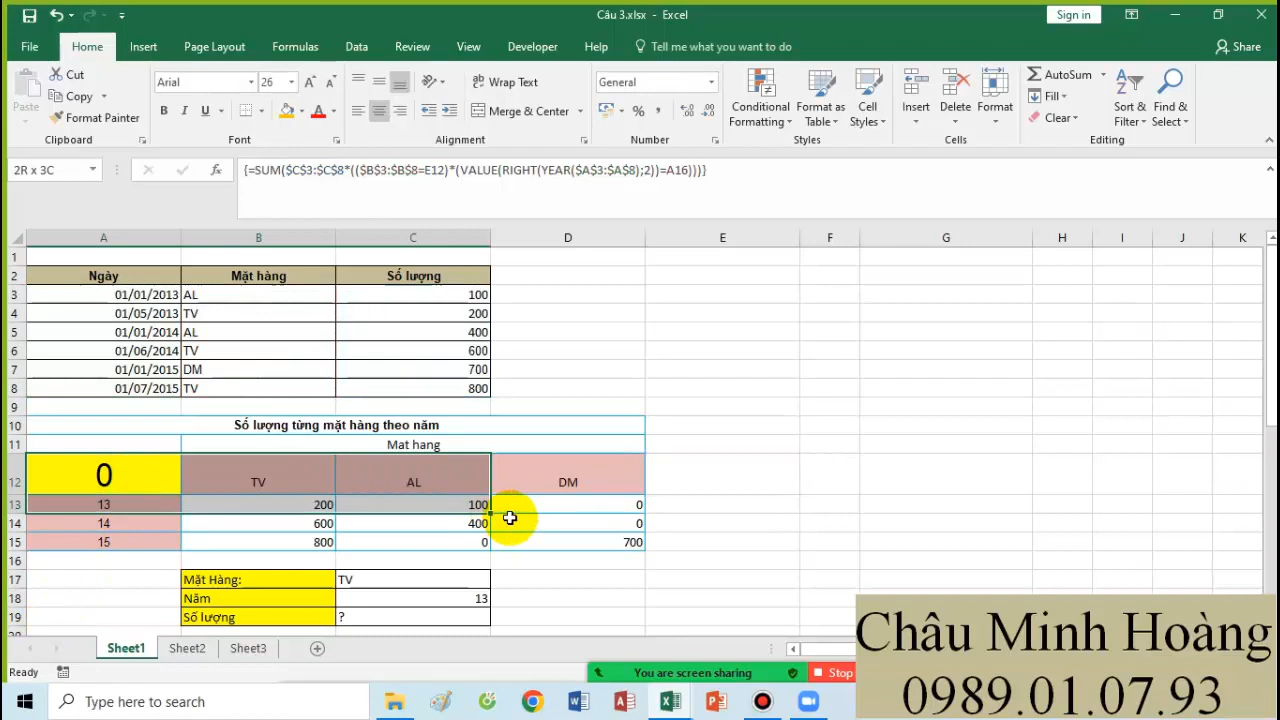 Câu 3.xlsx - Excel
Sign in
File Home Insert Page Layout Formulas Data Review View Developer Help Tell me what you want to do Share
Paste
Cut
Copy
Format Painter
Clipboard
Arial 26
B I U
Font
Wrap Text
Merge & Center
Alignment
General
Number
Conditional Formatting
Format as Table
Cell Styles
Styles
Insert Delete Format
Cells
AutoSum
Fill
Clear
Sort & Filter
Find & Select
Editing
2R x 3C
{=SUM($C$3:$C$8*(($B$3:$B$8=E12)*(VALUE(RIGHT(YEAR($A$3:$A$8);2))=A16)))}
A B C D E F G H I J K
1
2 Ngày Mặt hàng Số lượng
3 01/01/2013 AL 100
4 01/05/2013 TV 200
5 01/01/2014 AL 400
6 01/06/2014 TV 600
7 01/01/2015 DM 700
8 01/07/2015 TV 800
9
10 Số lượng từng mặt hàng theo năm
11 Mat hang
12 0 TV AL DM
13 13 200 100 0
14 14 600 400 0
15 15 800 0 700
16
17 Mặt Hàng: TV
18 Năm 13
19 Số lượng ?
Sheet1 Sheet2 Sheet3
Ready
You are screen sharing
Stop
Type here to search
Châu Minh Hoàng
0989.01.07.93